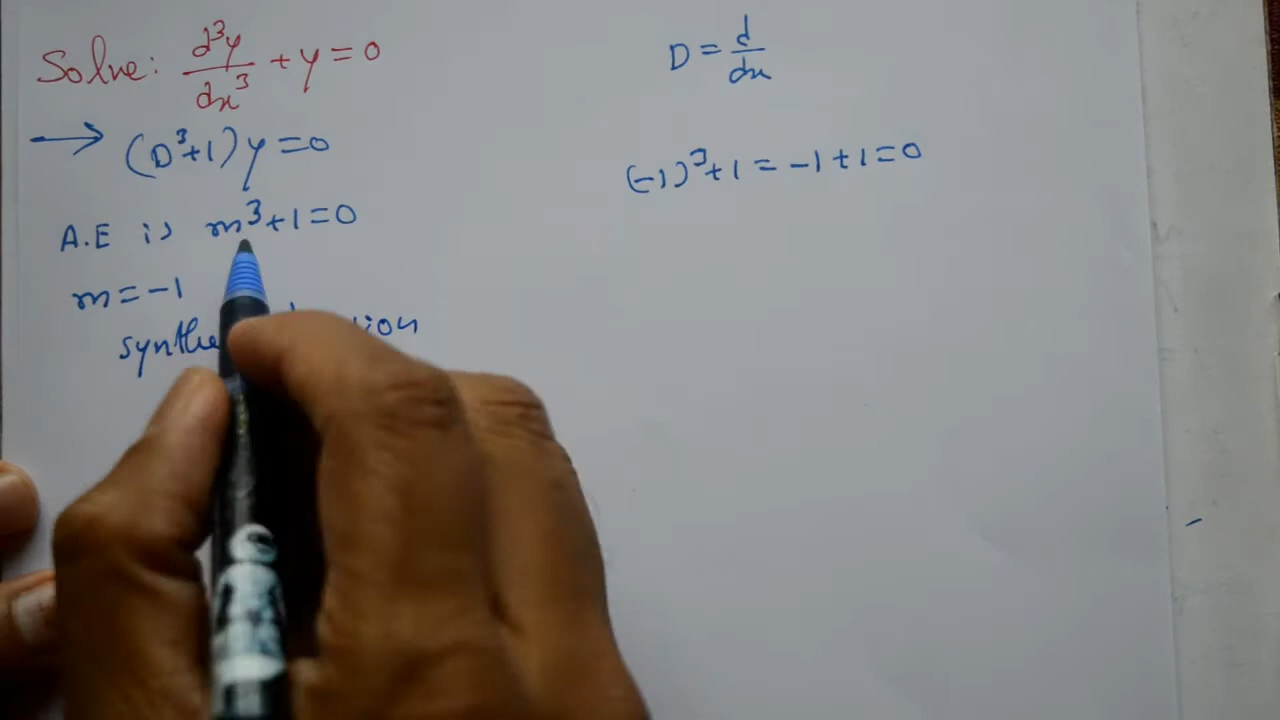 Solve: d³y/dx³ + y = 0
→ (D³+1) y = 0
A.E is m³+1=0
m = -1
D = d/dx
(-1)³+1 = -1+1=0